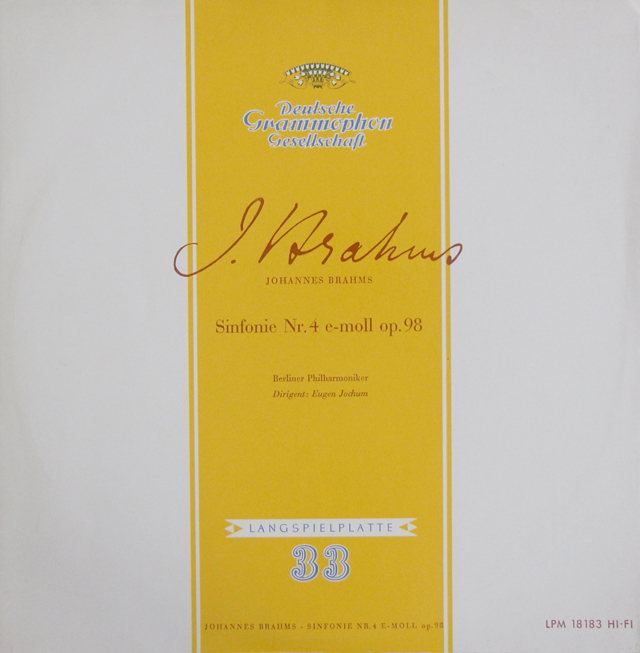 Deutsche
Grammophon
Gesellschaft
J. Brahms
JOHANNES BRAHMS
Sinfonie Nr. 4 e-moll op. 98
Berliner Philharmoniker
Dirigent: Eugen Jochum
LANGSPIELPLATTE
33
JOHANNES BRAHMS - SINFONIE NR. 4 E-MOLL op. 98
LPM 18183 HI-FI